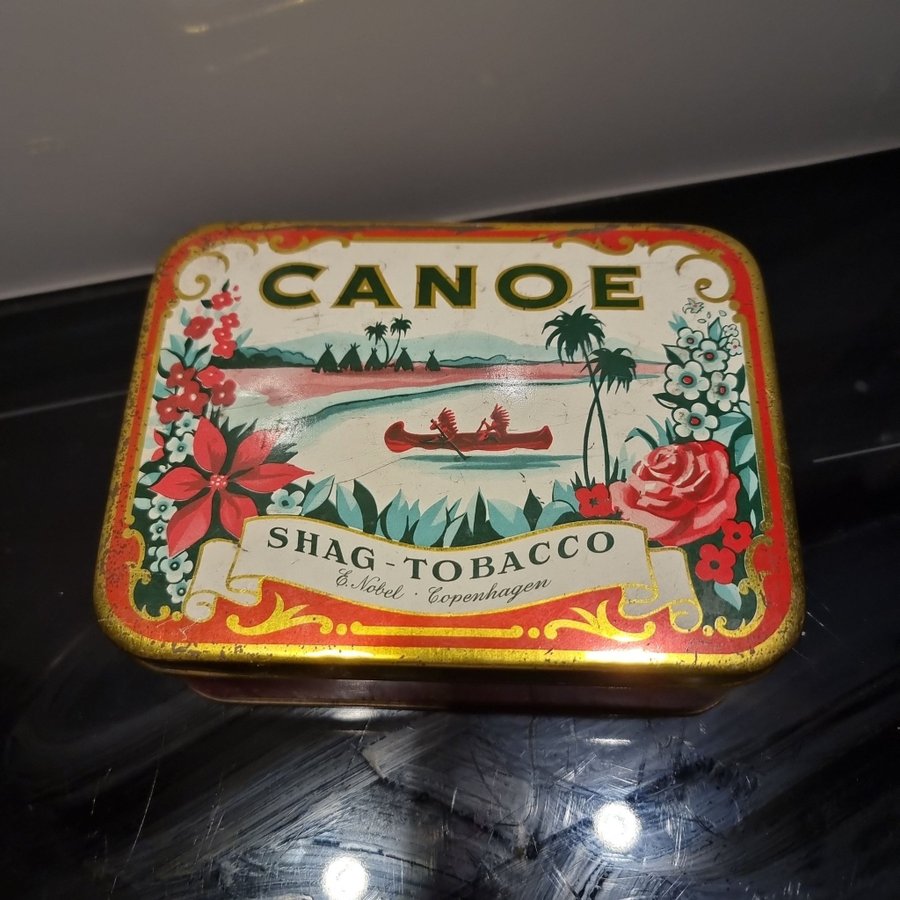 CANOE
SHAG-TOBACCO
E. Nobel · Copenhagen